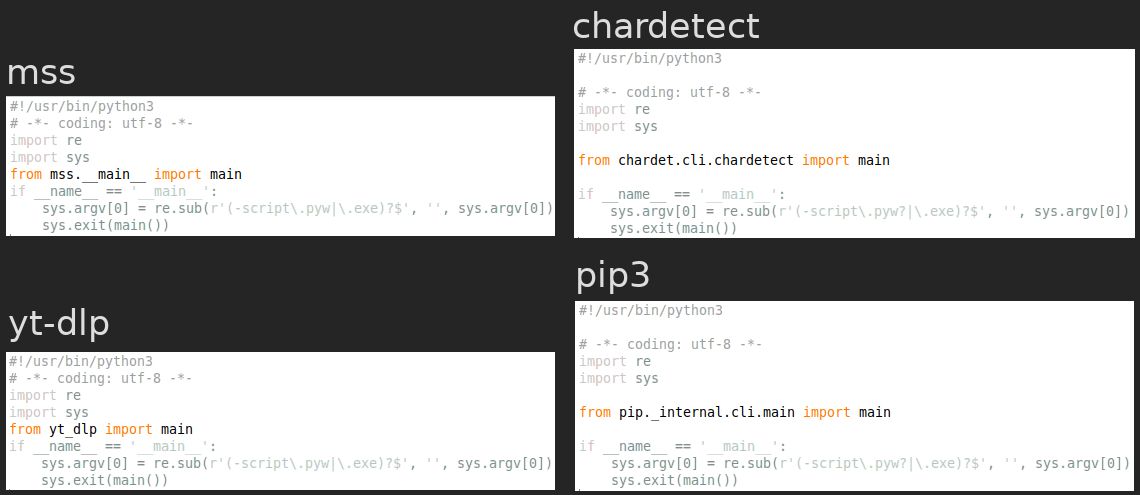 mss
#!/usr/bin/python3
# -*- coding: utf-8 -*-
import re
import sys
from mss.__main__ import main
if __name__ == '__main__':
    sys.argv[0] = re.sub(r'(-script\.pyw|\.exe)?$', '', sys.argv[0])
    sys.exit(main())
yt-dlp
#!/usr/bin/python3
# -*- coding: utf-8 -*-
import re
import sys
from yt_dlp import main
if __name__ == '__main__':
    sys.argv[0] = re.sub(r'(-script\.pyw|\.exe)?$', '', sys.argv[0])
    sys.exit(main())
chardetect
#!/usr/bin/python3
# -*- coding: utf-8 -*-
import re
import sys
from chardet.cli.chardetect import main
if __name__ == '__main__':
    sys.argv[0] = re.sub(r'(-script\.pyw?|\.exe)?$', '', sys.argv[0])
    sys.exit(main())
pip3
#!/usr/bin/python3
# -*- coding: utf-8 -*-
import re
import sys
from pip._internal.cli.main import main
if __name__ == '__main__':
    sys.argv[0] = re.sub(r'(-script\.pyw?|\.exe)?$', '', sys.argv[0])
    sys.exit(main())